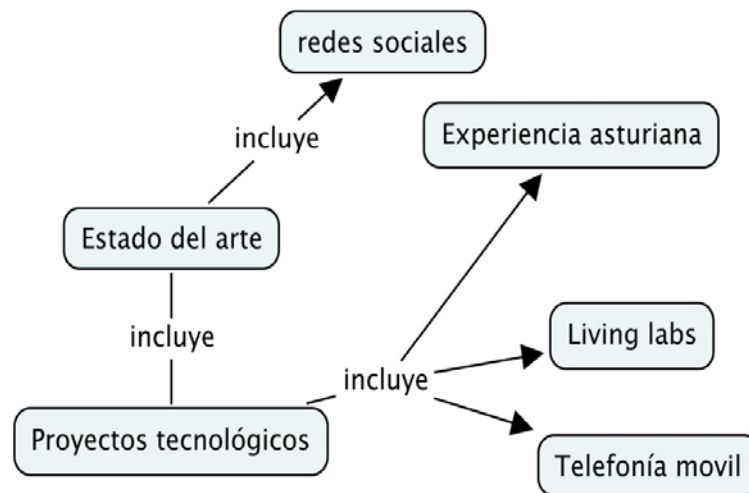 redes sociales
Experiencia asturiana
incluye
Estado del arte
incluye
Living labs
incluye
Proyectos tecnológicos
Telefonía movil